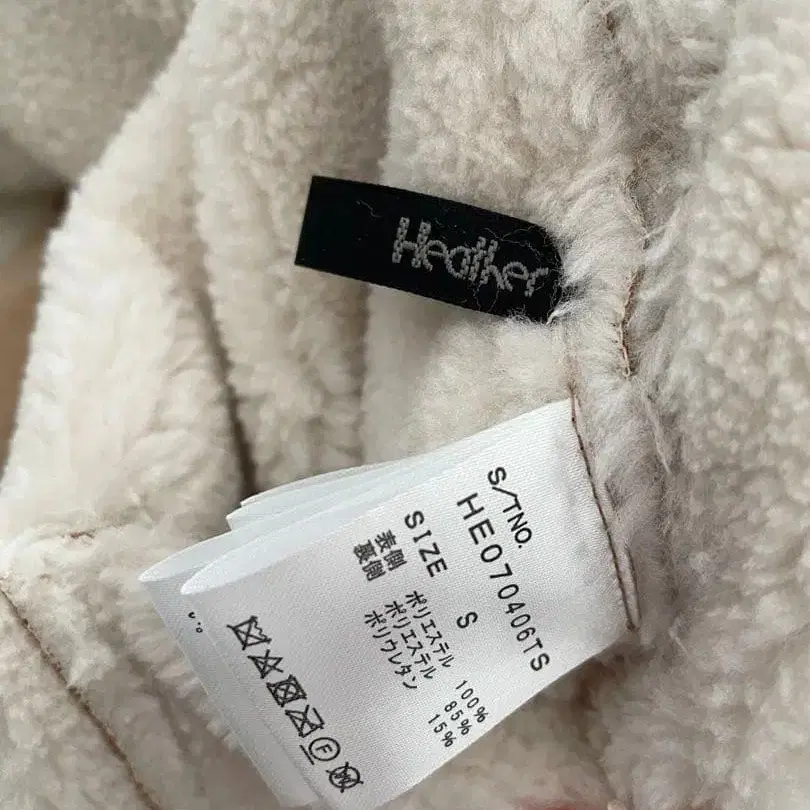 Heather
S/TNO.
HE070406TS
SIZE S
表側 ポリエステル 100%
裏側 ポリエステル 85%
ポリウレタン 15%
F
W